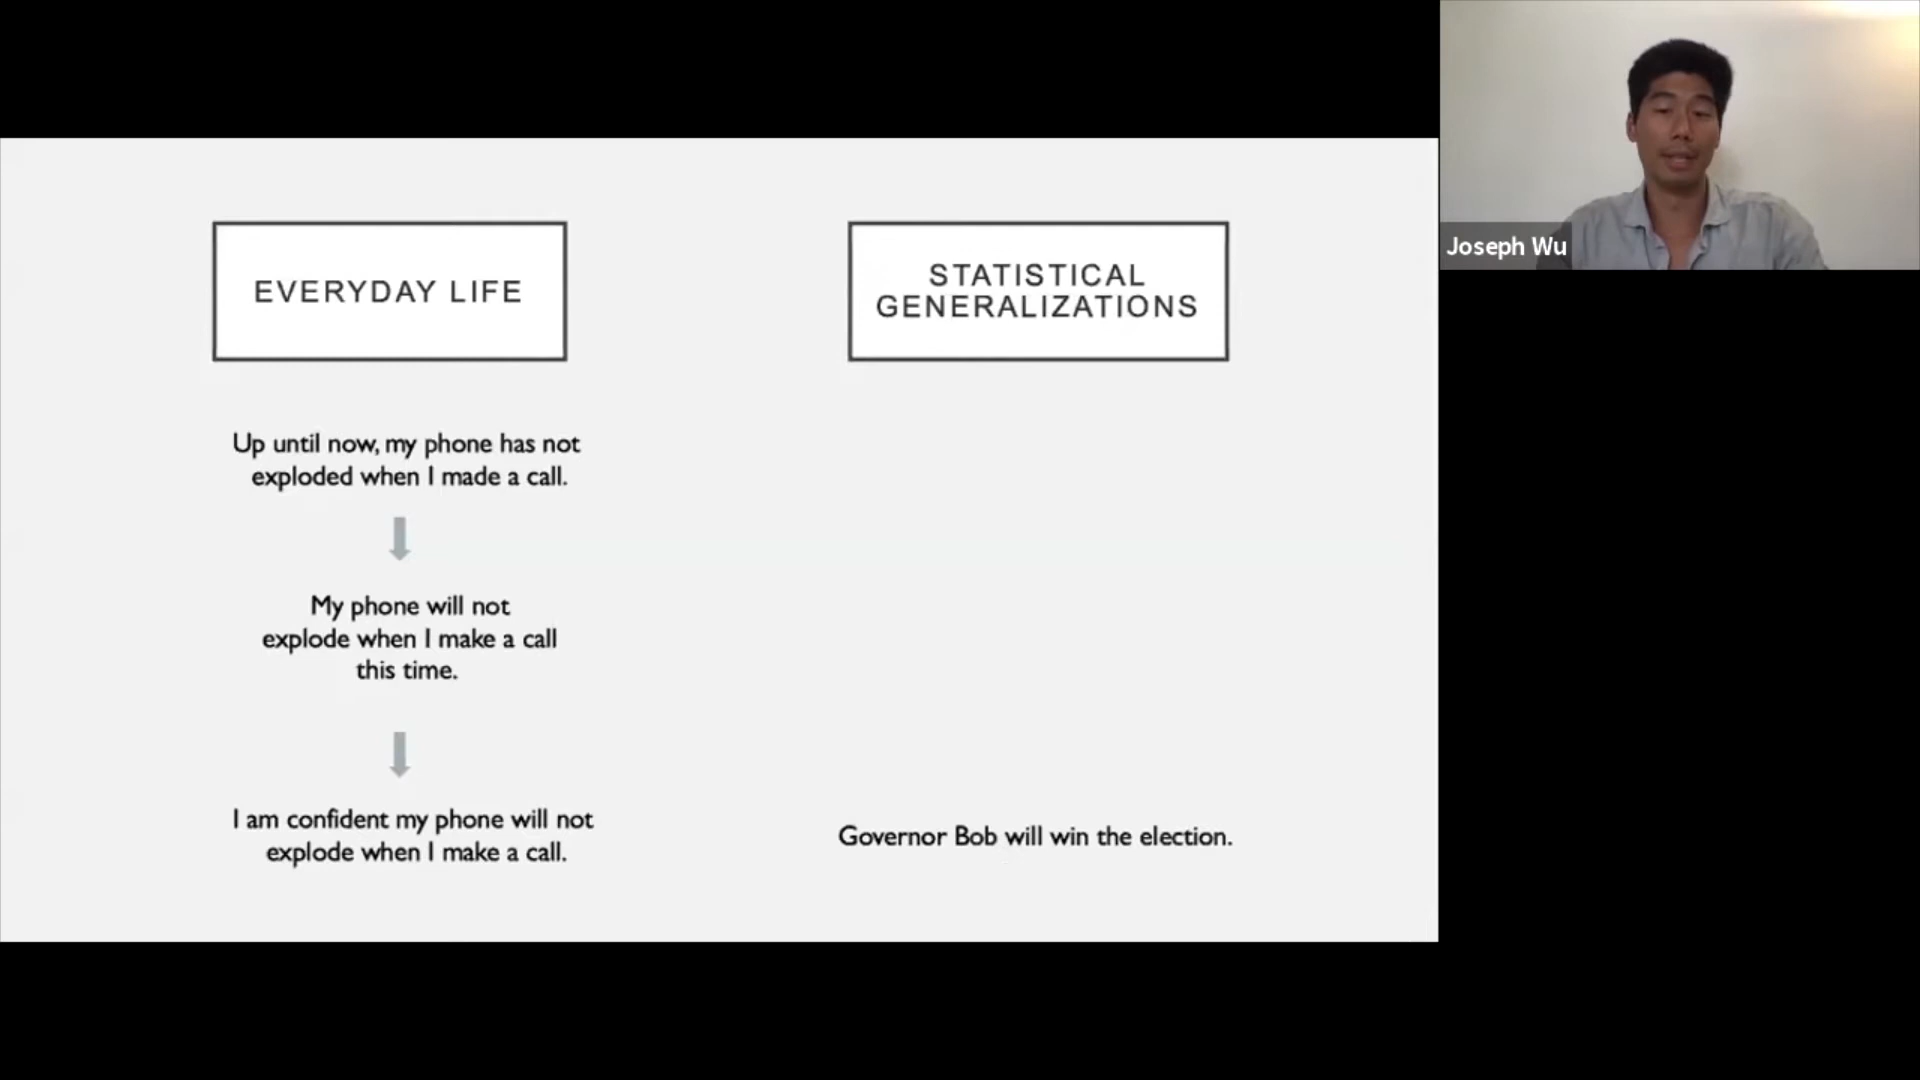 EVERYDAY LIFE
Up until now, my phone has not
exploded when I made a call.
My phone will not
explode when I make a call
this time.
I am confident my phone will not
explode when I make a call.
STATISTICAL
GENERALIZATIONS
Governor Bob will win the election.
Joseph Wu